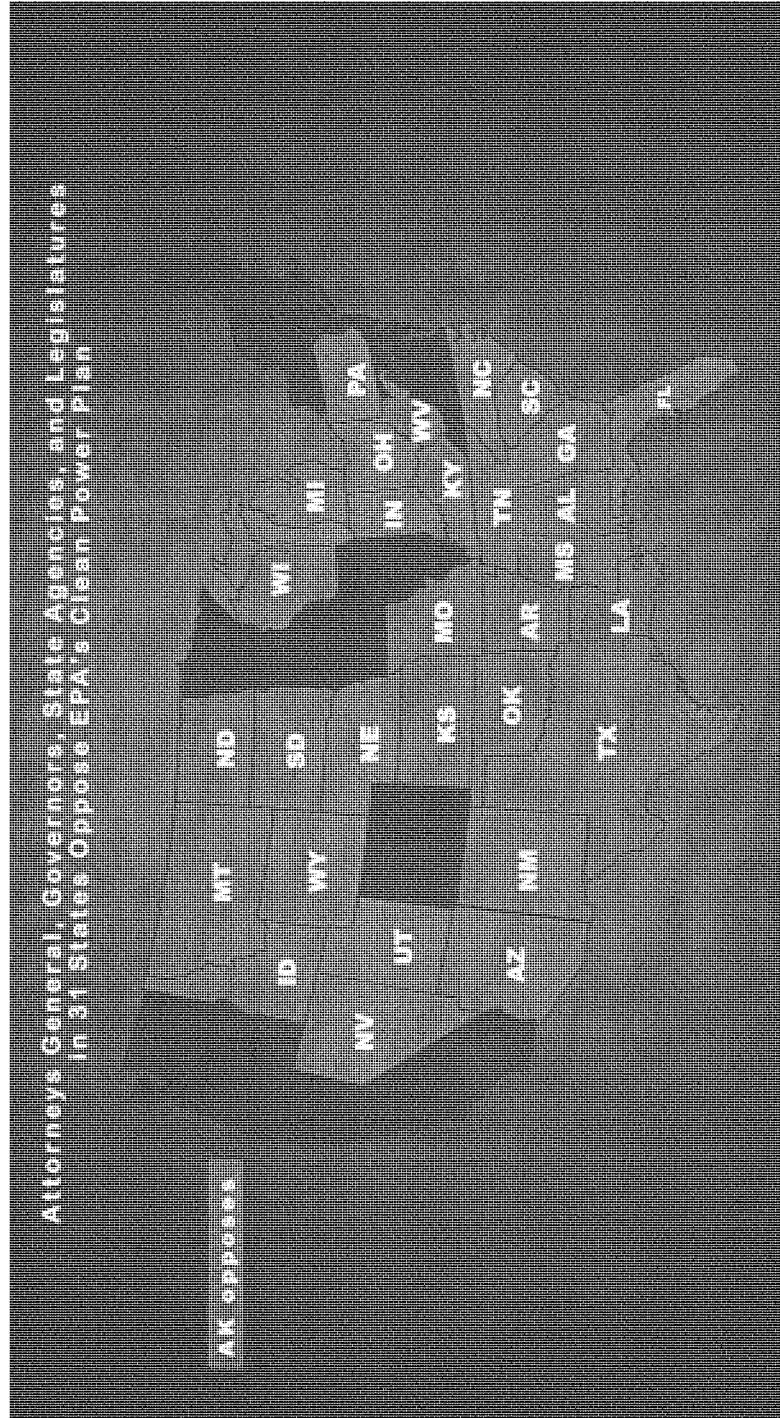 Attorneys General, Governors, State Agencies, and Legislatures
in 31 States Oppose EPA's Clean Power Plan
AK opposes
MT
ND
ID
WY
SD
WI
MI
NV
UT
NE
IN
OH
PA
KS
MO
KY
WV
AZ
NM
OK
AR
TN
NC
SC
TX
LA
MS
AL
GA
FL